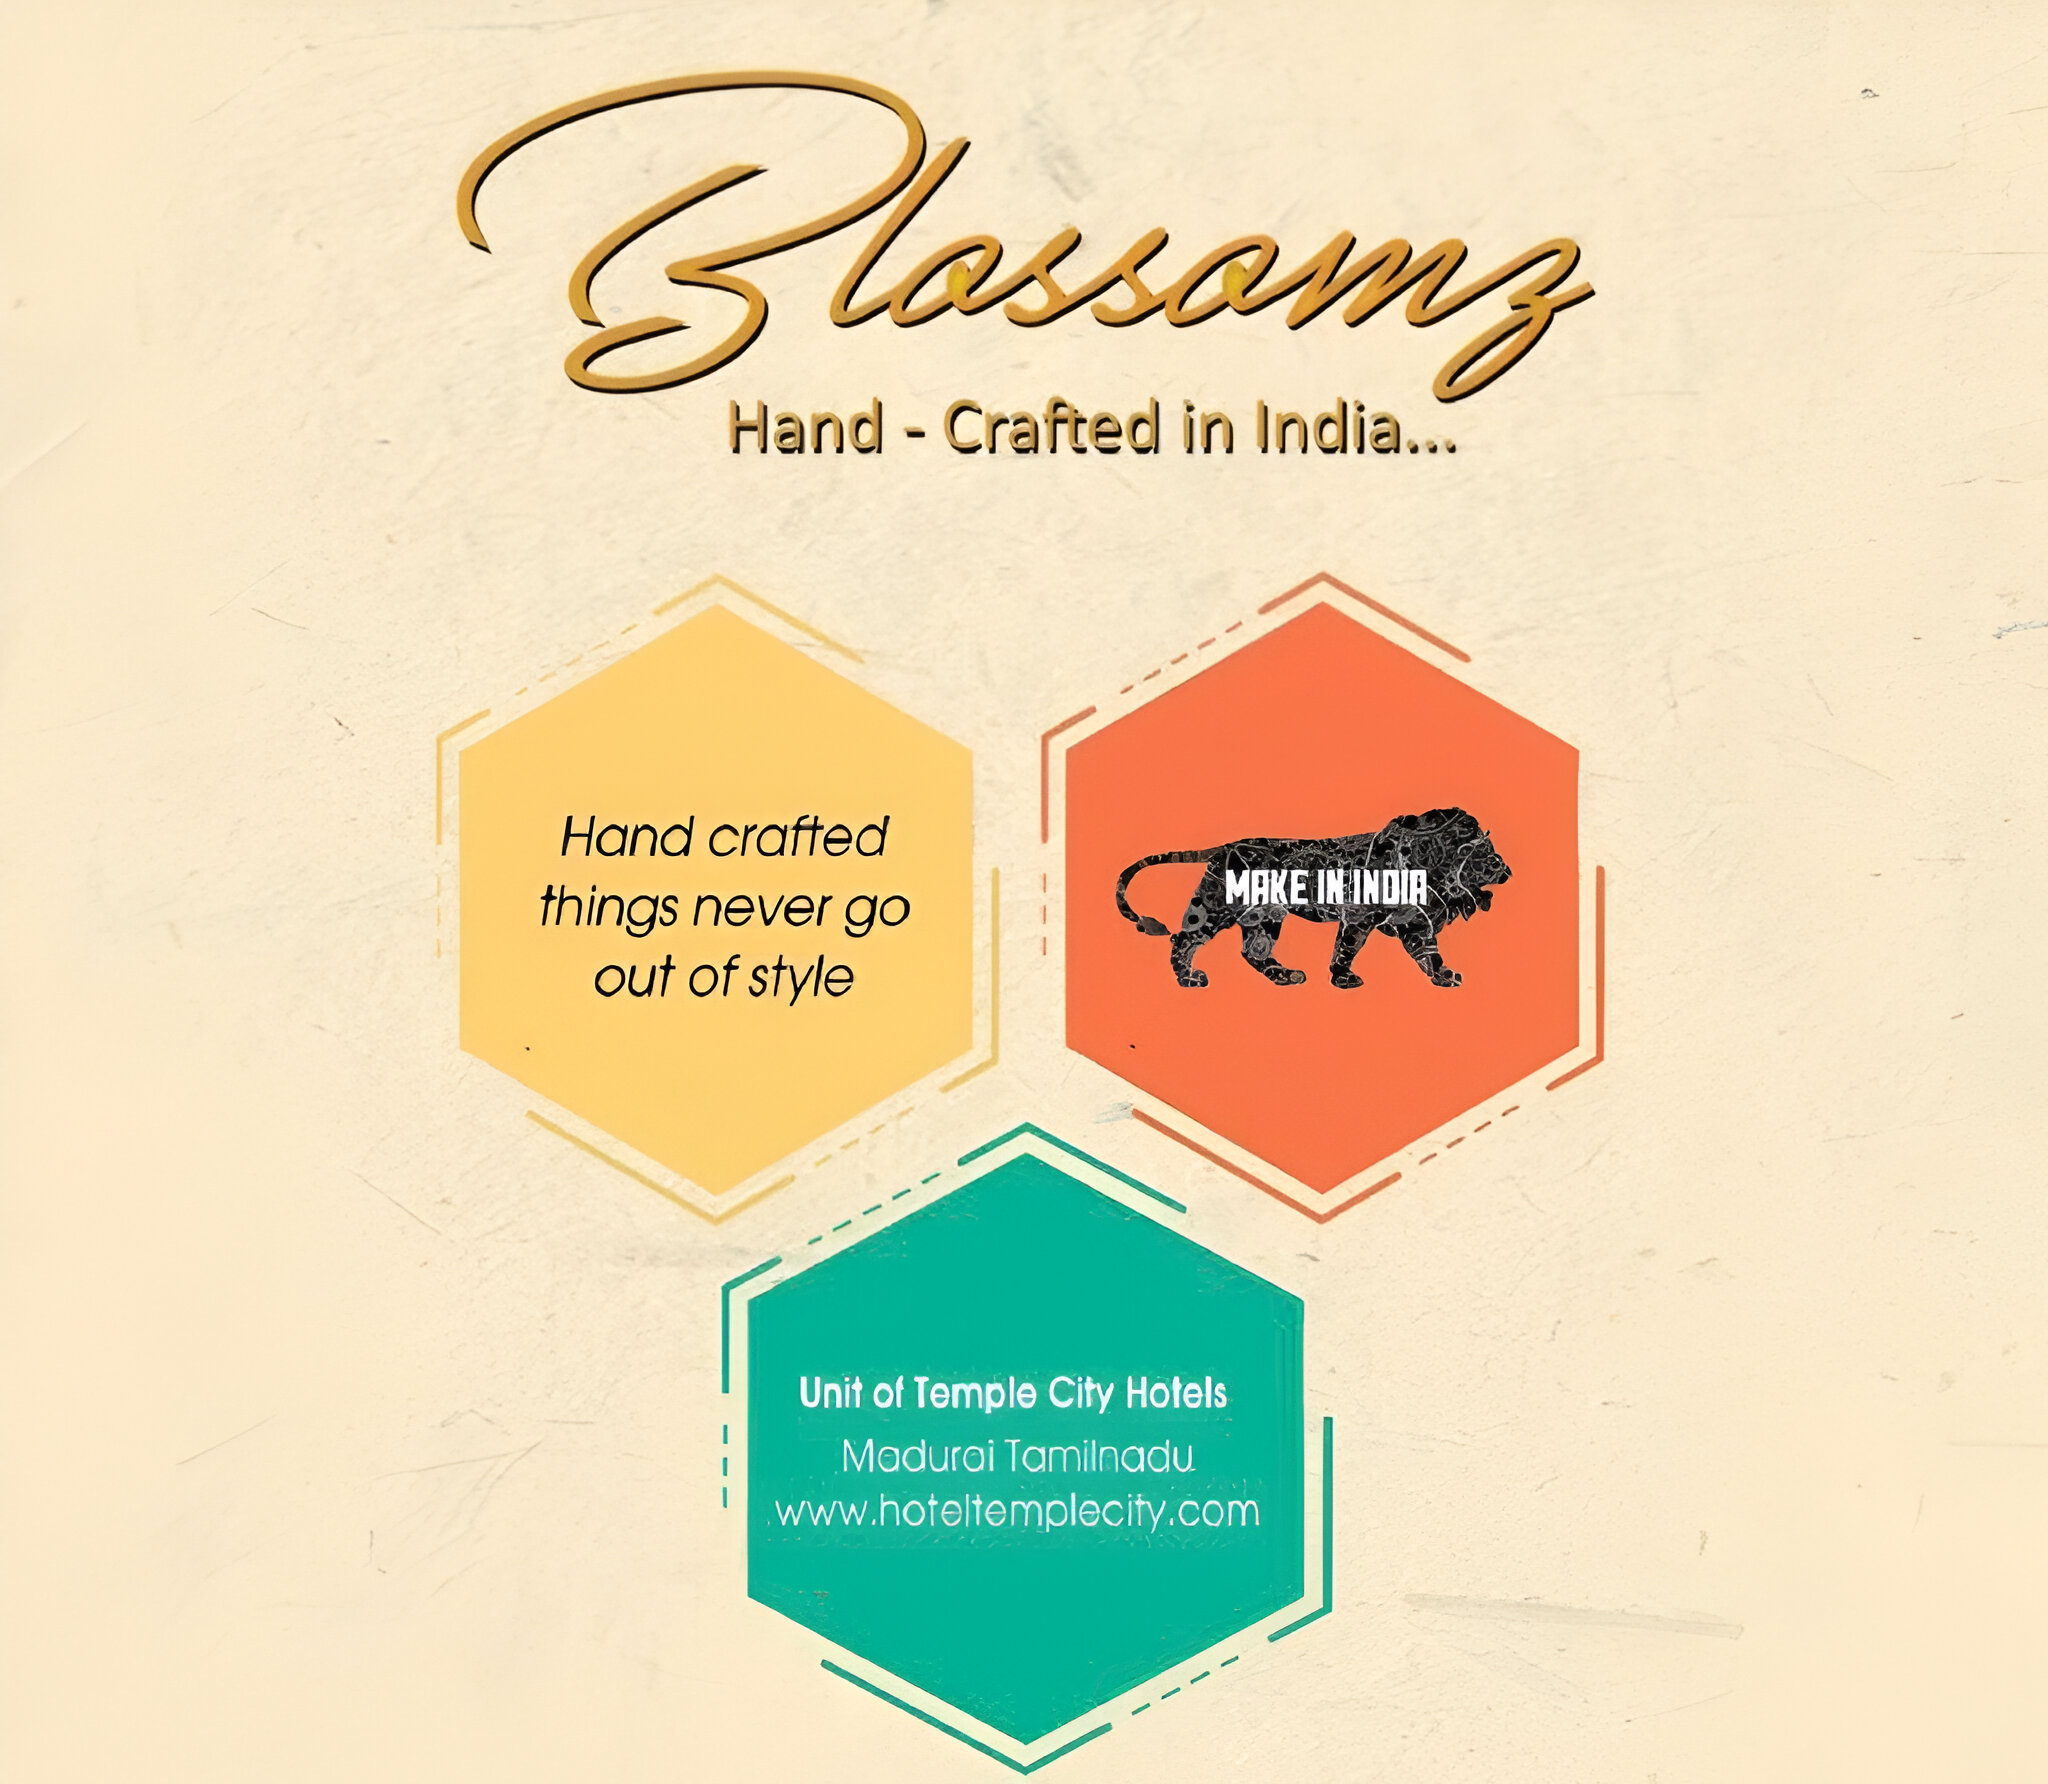 Blossomz
Hand - Crafted in India...
Hand crafted
things never go
out of style
MAKE IN INDIA
Unit of Temple City Hotels
Madurai Tamilnadu
www.hoteltemplecity.com